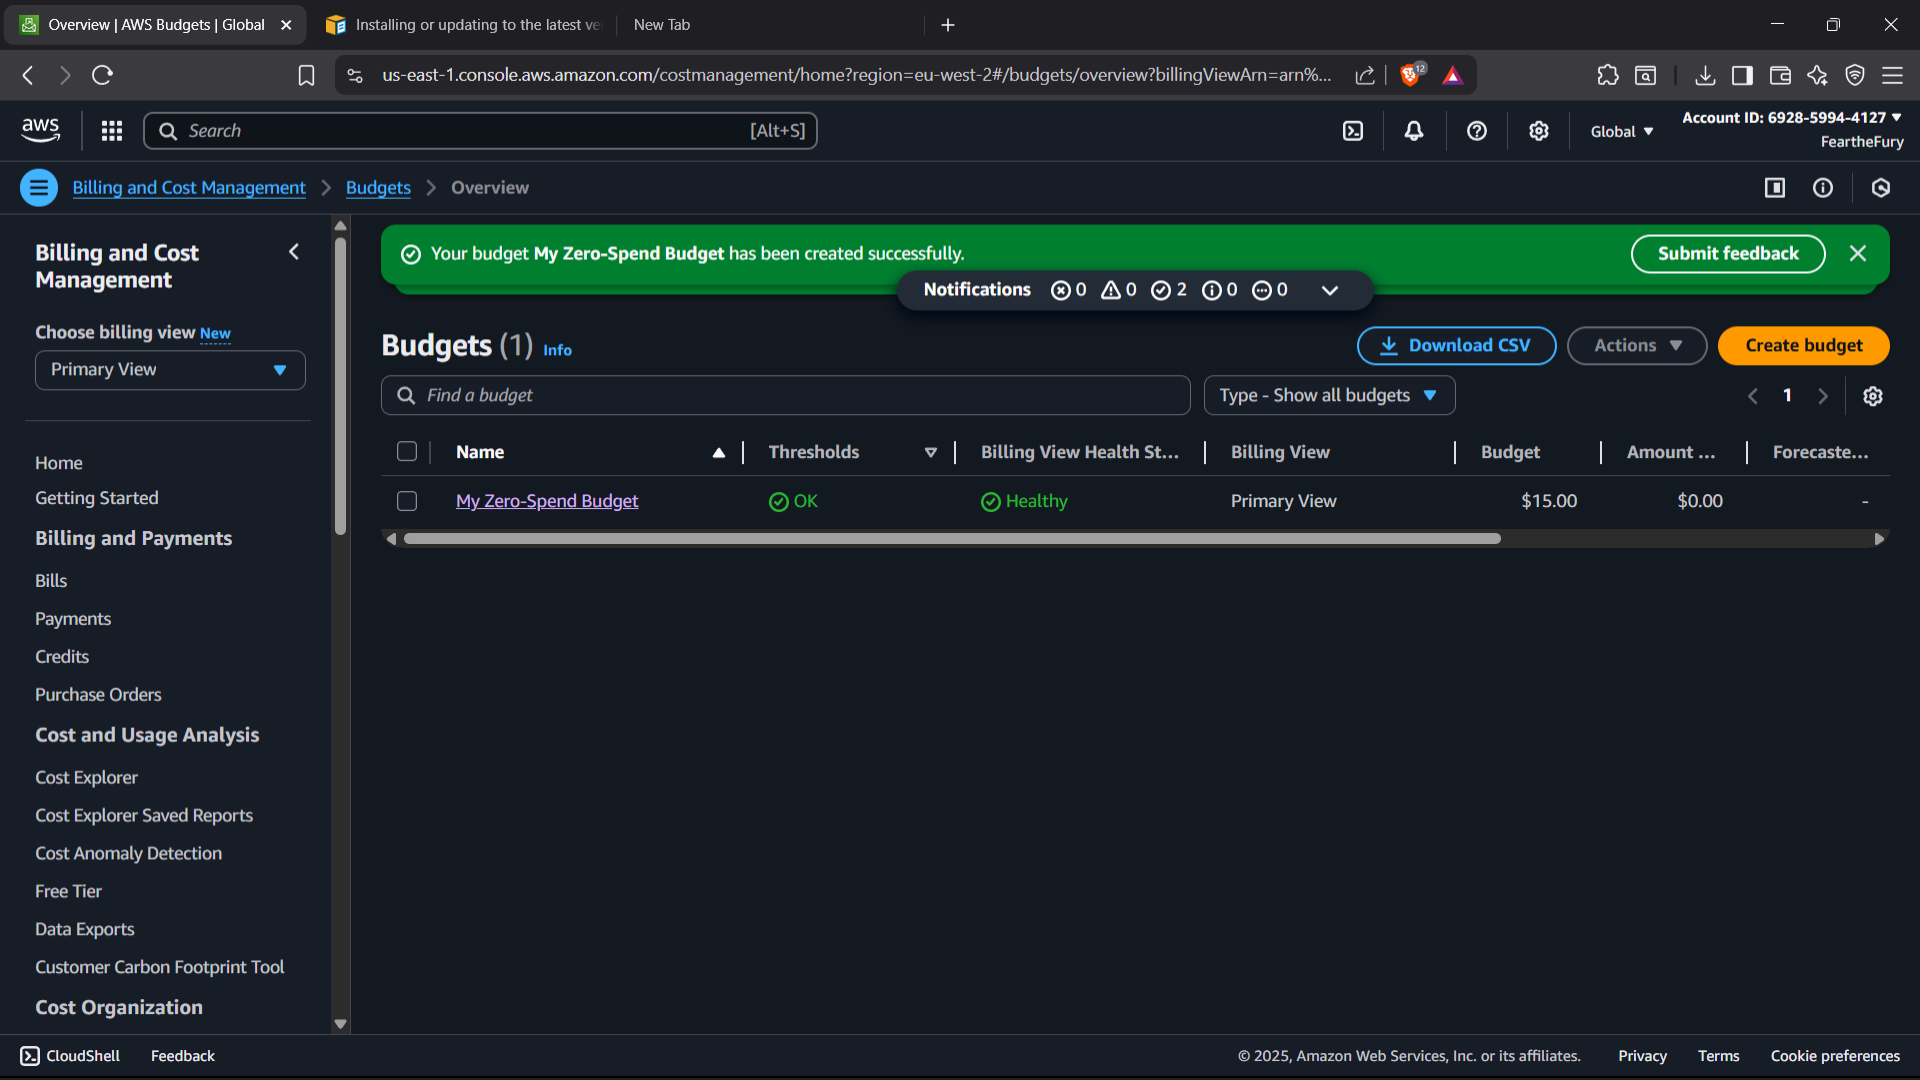 Overview | AWS Budgets | Global
Installing or updating to the latest ve
New Tab
us-east-1.console.aws.amazon.com/costmanagement/home?region=eu-west-2#/budgets/overview?billingViewArn=arn%...
12
aws
Search
[Alt+S]
Global
Account ID: 6928-5994-4127
FeartheFury
Billing and Cost Management
Budgets
Overview
Billing and Cost
Management
Choose billing view New
Primary View
Home
Getting Started
Billing and Payments
Bills
Payments
Credits
Purchase Orders
Cost and Usage Analysis
Cost Explorer
Cost Explorer Saved Reports
Cost Anomaly Detection
Free Tier
Data Exports
Customer Carbon Footprint Tool
Cost Organization
Your budget My Zero-Spend Budget has been created successfully.
Submit feedback
Notifications 0 0 2 0 0
Budgets (1) Info
Download CSV
Actions
Create budget
Find a budget
Type - Show all budgets
1
Name Thresholds Billing View Health St... Billing View Budget Amount ... Forecaste...
My Zero-Spend Budget OK Healthy Primary View $15.00 $0.00 -
CloudShell
Feedback
© 2025, Amazon Web Services, Inc. or its affiliates.
Privacy
Terms
Cookie preferences